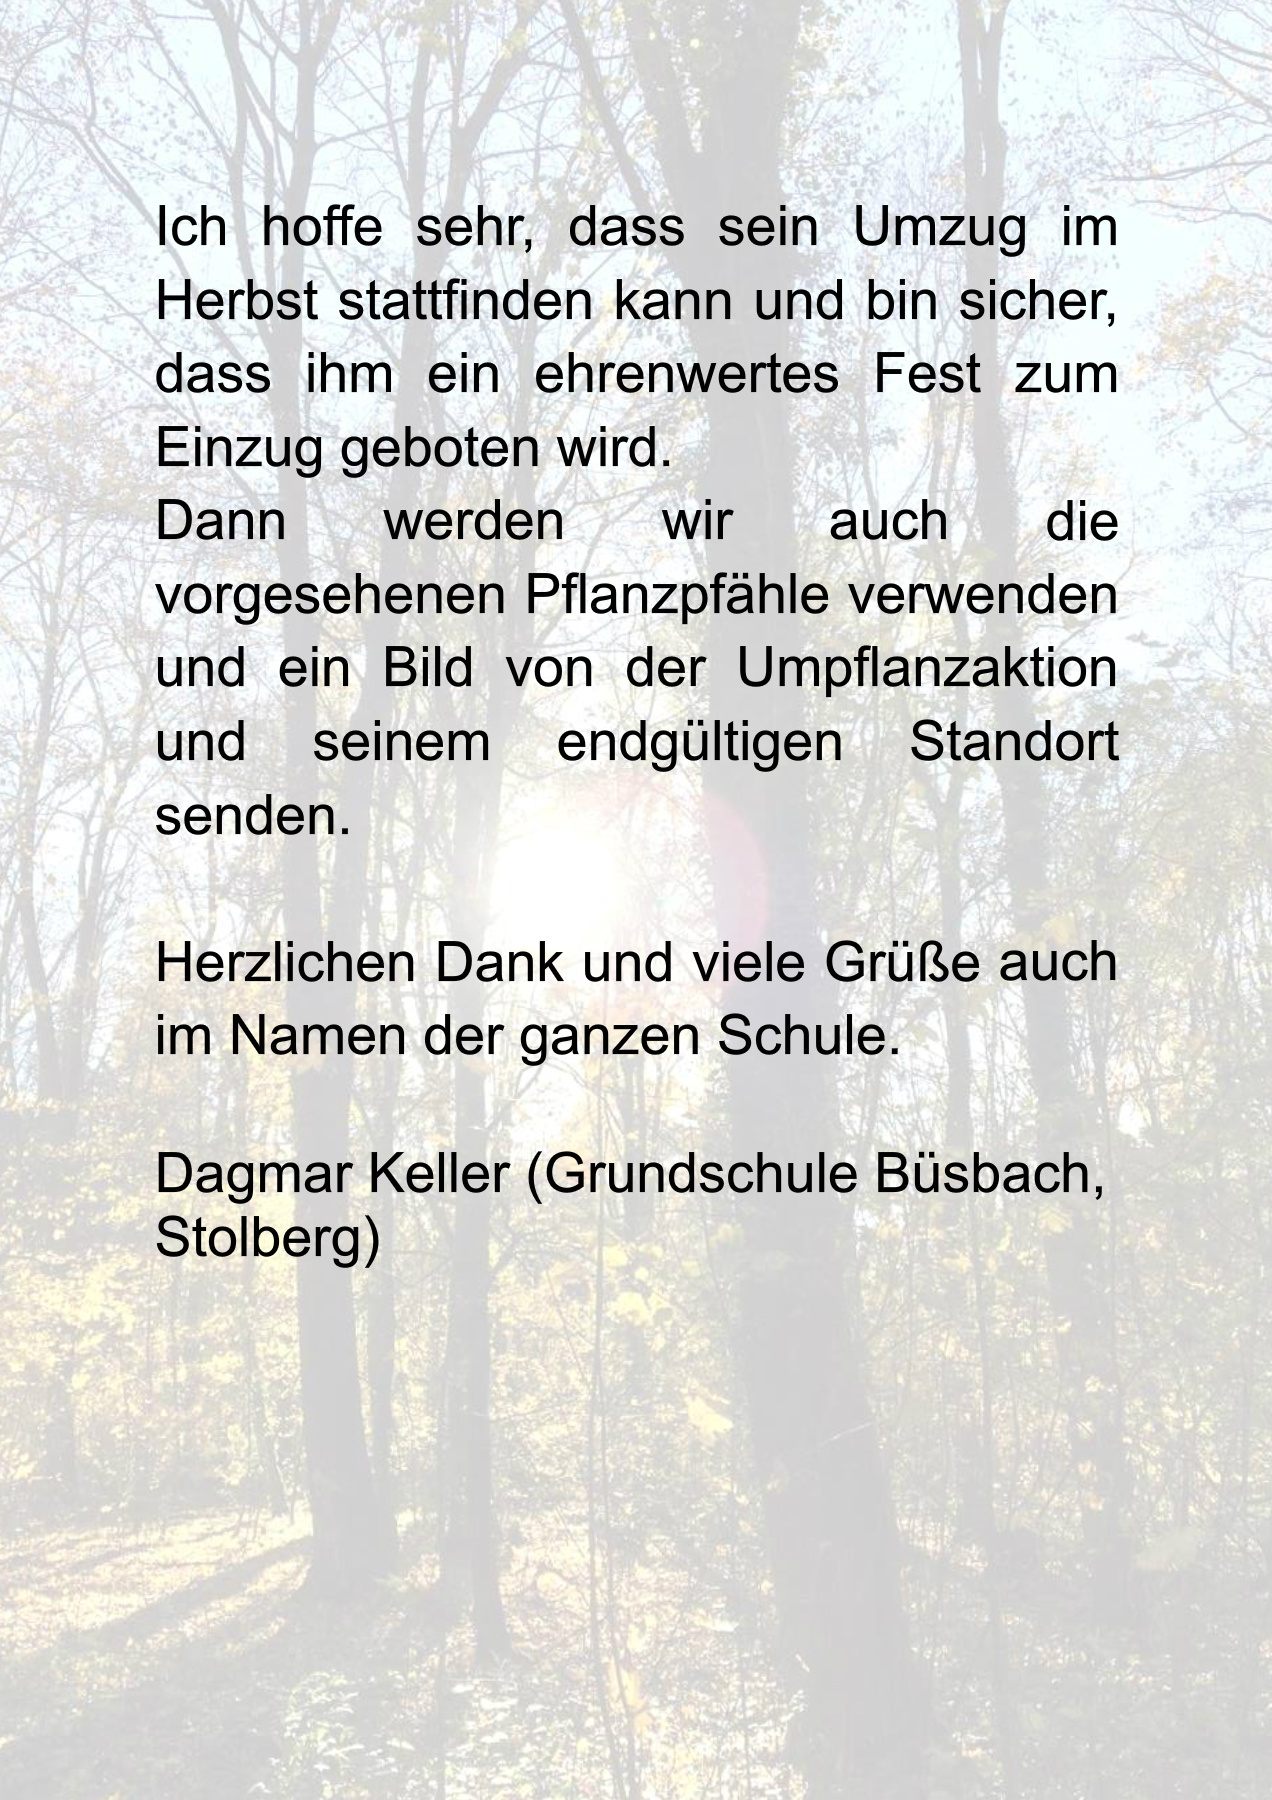 Ich hoffe sehr, dass sein Umzug im
Herbst stattfinden kann und bin sicher,
dass ihm ein ehrenwertes Fest zum
Einzug geboten wird.
Dann werden wir auch die
vorgesehenen Pflanzpfähle verwenden
und ein Bild von der Umpflanzaktion
und seinem endgültigen Standort
senden.
Herzlichen Dank und viele Grüße auch
im Namen der ganzen Schule.
Dagmar Keller (Grundschule Büsbach,
Stolberg)